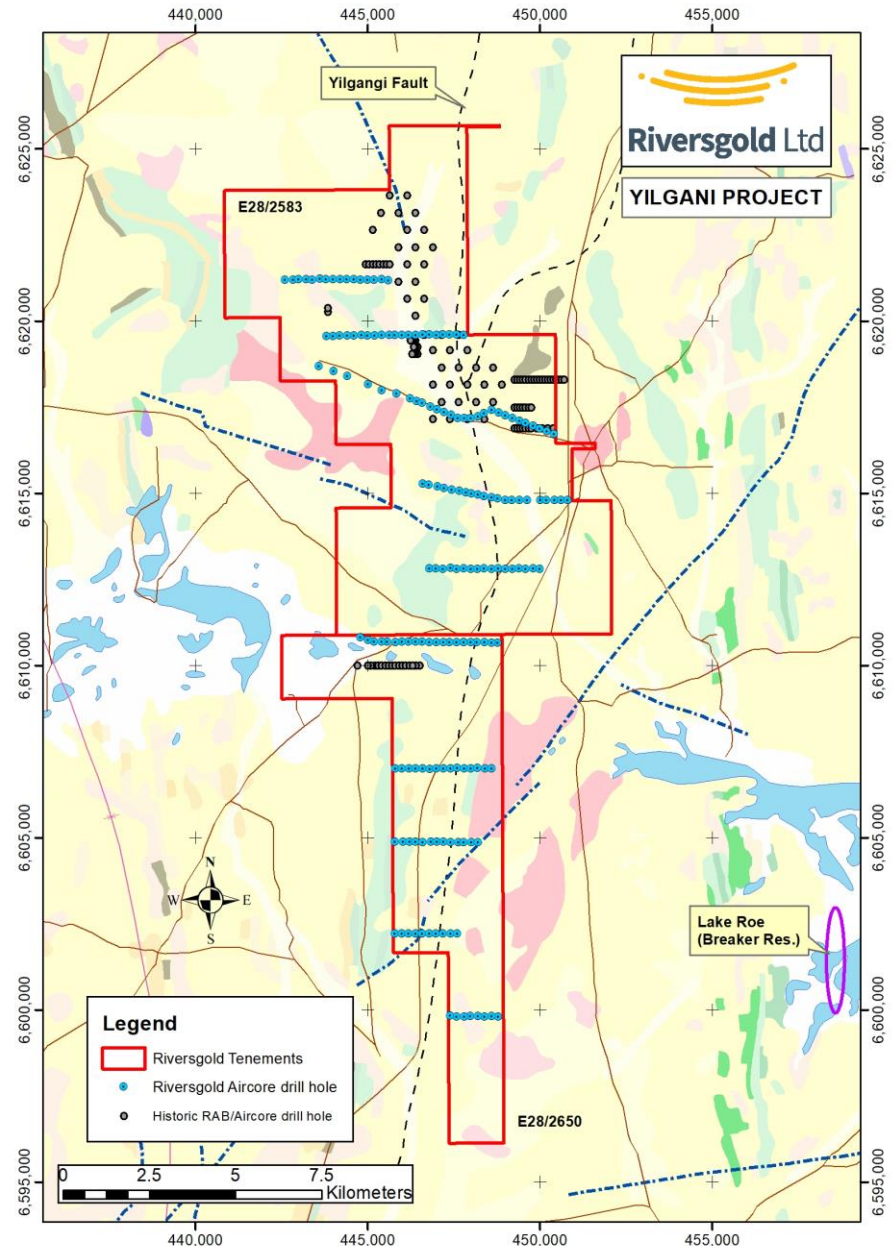 440,000 445,000 450,000 455,000
Yilgangi Fault
Riversgold Ltd
YILGANI PROJECT
6,625,000
6,625,000
E28/2583
6,620,000
6,620,000
6,615,000
6,615,000
6,610,000
6,610,000
6,605,000
6,605,000
N
W E
S
Lake Roe
(Breaker Res.)
6,600,000
6,600,000
Legend
Riversgold Tenements
Riversgold Aircore drill hole
Historic RAB/Aircore drill hole
E28/2650
0 2.5 5 7.5
Kilometers
6,595,000
6,595,000
440,000 445,000 450,000 455,000